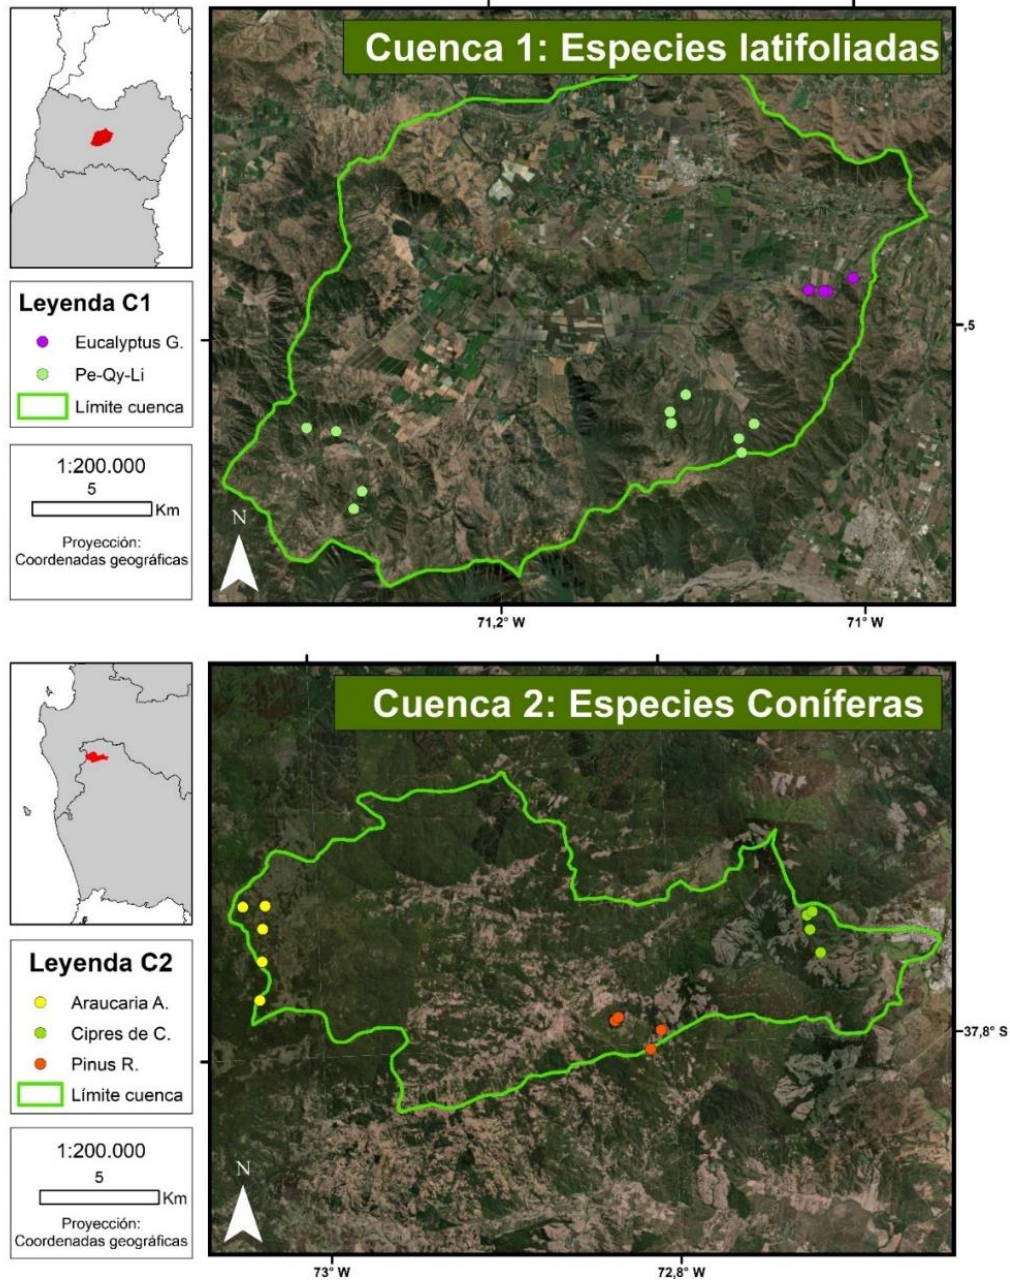 Cuenca 1: Especies latifoliadas
Leyenda C1
Eucalyptus G.
Pe-Qy-Li
Límite cuenca
1:200.000
5
Km
Proyección:
Coordenadas geográficas
N
,5
71,2° W
71° W
Cuenca 2: Especies Coníferas
Leyenda C2
Araucaria A.
Cipres de C.
Pinus R.
Límite cuenca
1:200.000
5
Km
Proyección:
Coordenadas geográficas
N
37,8° S
73° W
72,8° W